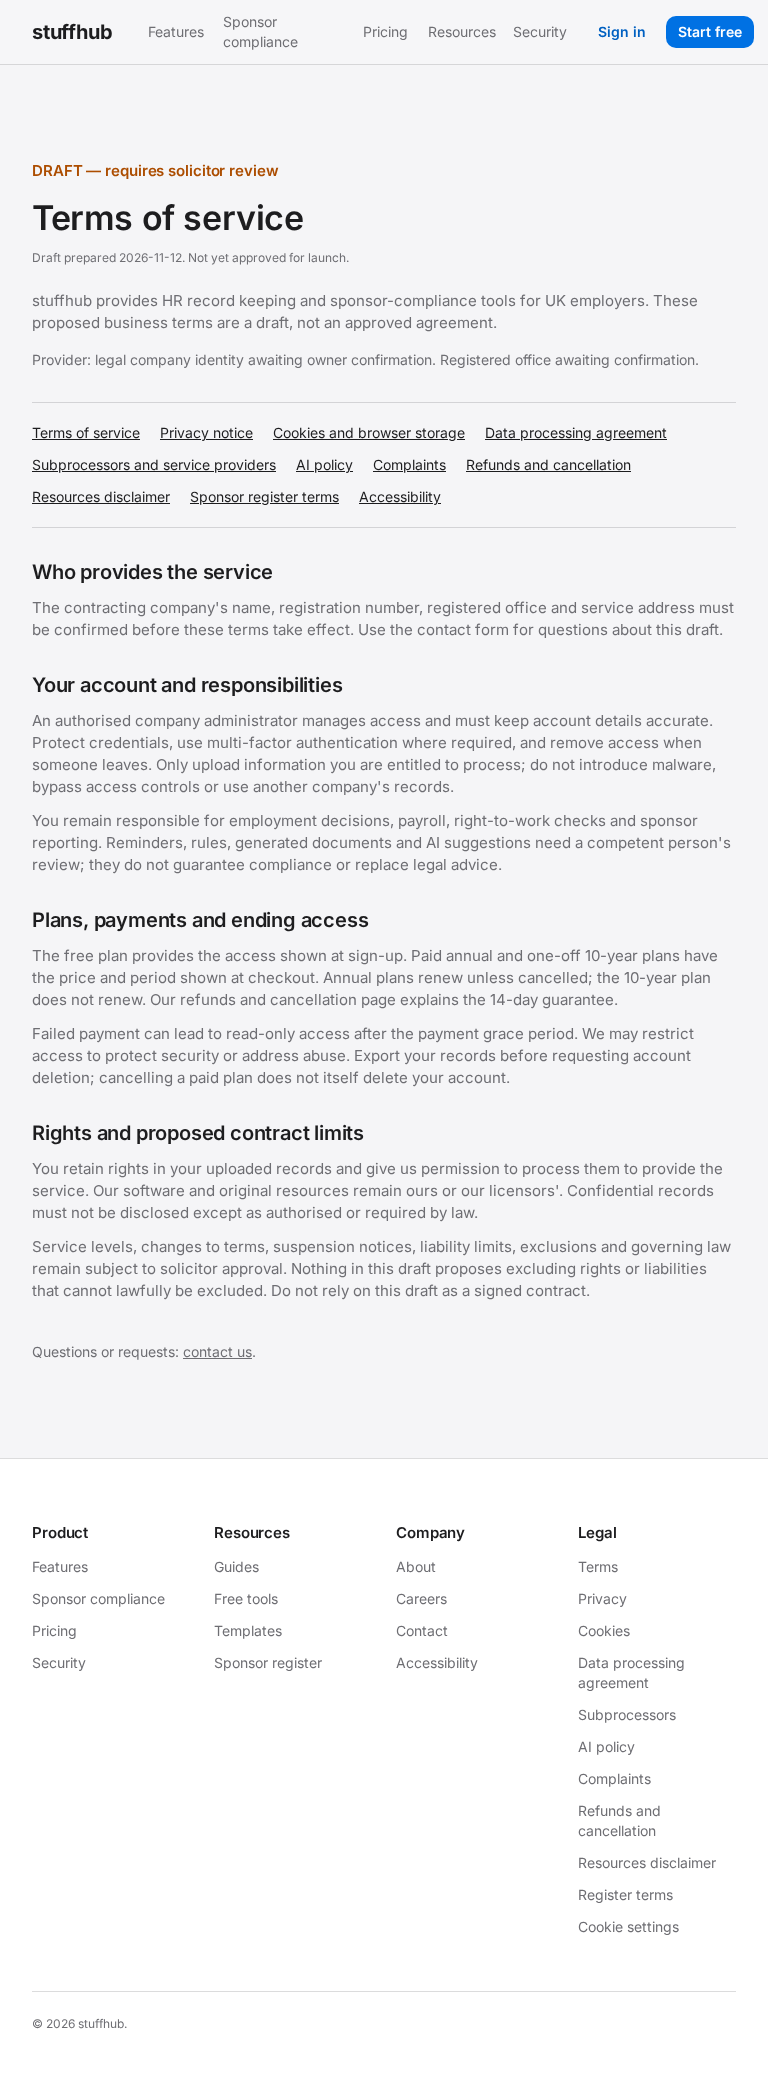 stuffhub
Features
Sponsor
compliance
Pricing
Resources
Security
Sign in
Start free
DRAFT — requires solicitor review
Terms of service
Draft prepared 2026-11-12. Not yet approved for launch.
stuffhub provides HR record keeping and sponsor-compliance tools for UK employers. These
proposed business terms are a draft, not an approved agreement.
Provider: legal company identity awaiting owner confirmation. Registered office awaiting confirmation.
Terms of service Privacy notice Cookies and browser storage Data processing agreement
Subprocessors and service providers AI policy Complaints Refunds and cancellation
Resources disclaimer Sponsor register terms Accessibility
Who provides the service
The contracting company's name, registration number, registered office and service address must
be confirmed before these terms take effect. Use the contact form for questions about this draft.
Your account and responsibilities
An authorised company administrator manages access and must keep account details accurate.
Protect credentials, use multi-factor authentication where required, and remove access when
someone leaves. Only upload information you are entitled to process; do not introduce malware,
bypass access controls or use another company's records.
You remain responsible for employment decisions, payroll, right-to-work checks and sponsor
reporting. Reminders, rules, generated documents and AI suggestions need a competent person's
review; they do not guarantee compliance or replace legal advice.
Plans, payments and ending access
The free plan provides the access shown at sign-up. Paid annual and one-off 10-year plans have
the price and period shown at checkout. Annual plans renew unless cancelled; the 10-year plan
does not renew. Our refunds and cancellation page explains the 14-day guarantee.
Failed payment can lead to read-only access after the payment grace period. We may restrict
access to protect security or address abuse. Export your records before requesting account
deletion; cancelling a paid plan does not itself delete your account.
Rights and proposed contract limits
You retain rights in your uploaded records and give us permission to process them to provide the
service. Our software and original resources remain ours or our licensors'. Confidential records
must not be disclosed except as authorised or required by law.
Service levels, changes to terms, suspension notices, liability limits, exclusions and governing law
remain subject to solicitor approval. Nothing in this draft proposes excluding rights or liabilities
that cannot lawfully be excluded. Do not rely on this draft as a signed contract.
Questions or requests: contact us.
Product
Features
Sponsor compliance
Pricing
Security
Resources
Guides
Free tools
Templates
Sponsor register
Company
About
Careers
Contact
Accessibility
Legal
Terms
Privacy
Cookies
Data processing
agreement
Subprocessors
AI policy
Complaints
Refunds and
cancellation
Resources disclaimer
Register terms
Cookie settings
© 2026 stuffhub.